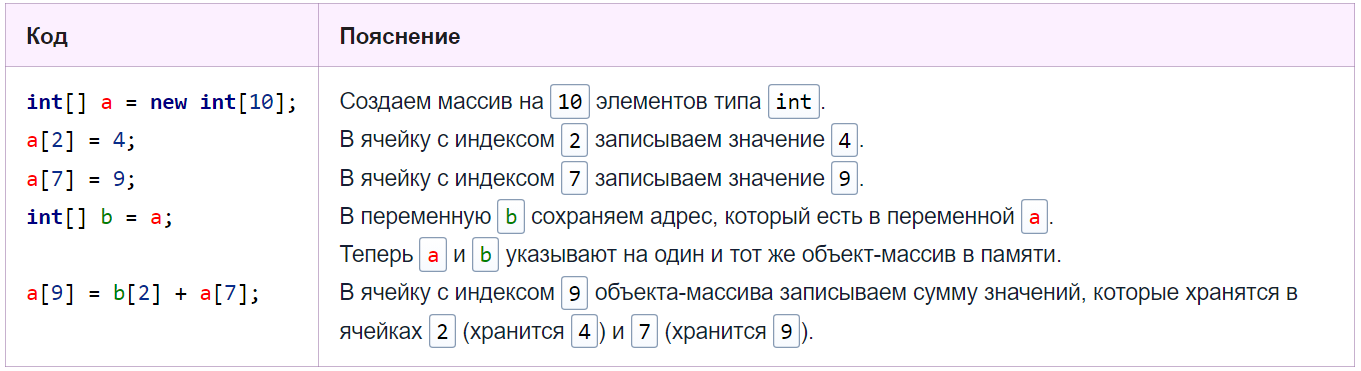 Код Пояснение
int[] a = new int[10]; Создаем массив на 10 элементов типа int.
a[2] = 4; В ячейку с индексом 2 записываем значение 4.
a[7] = 9; В ячейку с индексом 7 записываем значение 9.
int[] b = a; В переменную b сохраняем адрес, который есть в переменной a.
Теперь a и b указывают на один и тот же объект-массив в памяти.
a[9] = b[2] + a[7]; В ячейку с индексом 9 объекта-массива записываем сумму значений, которые хранятся в
ячейках 2 (хранится 4) и 7 (хранится 9).